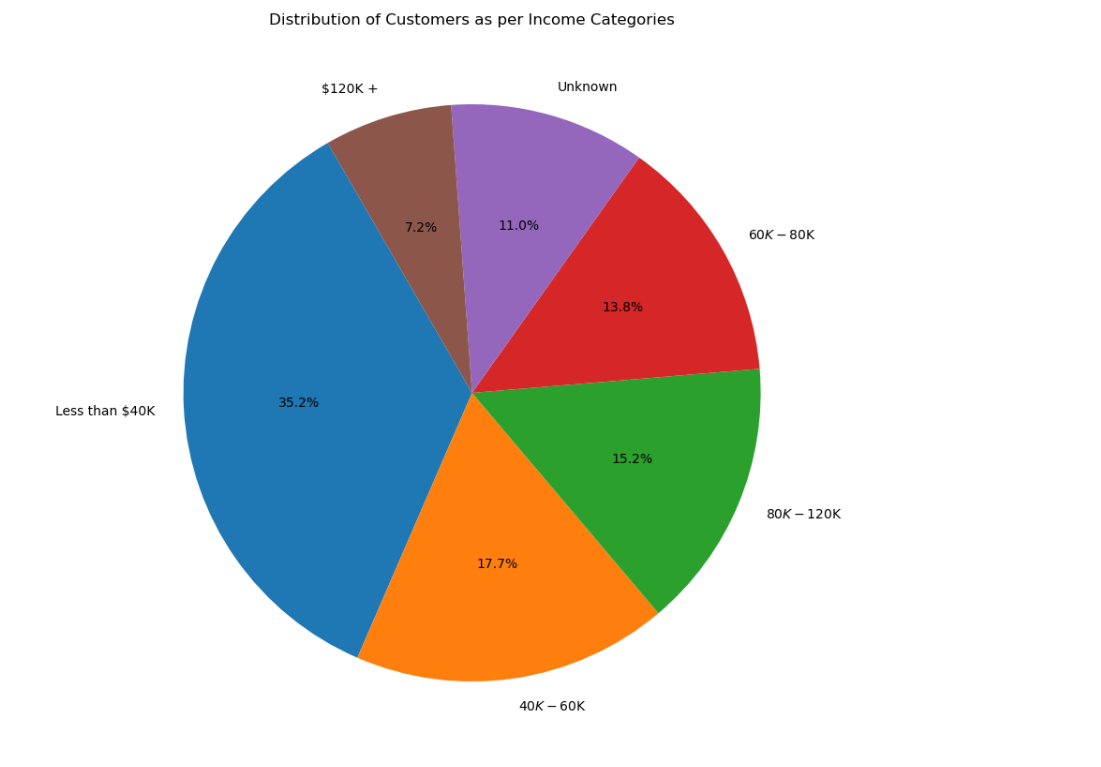 Distribution of Customers as per Income Categories
$120K +
Unknown
60K − 80K
7.2%
11.0%
13.8%
35.2%
Less than $40K
15.2%
80K − 120K
17.7%
40K − 60K